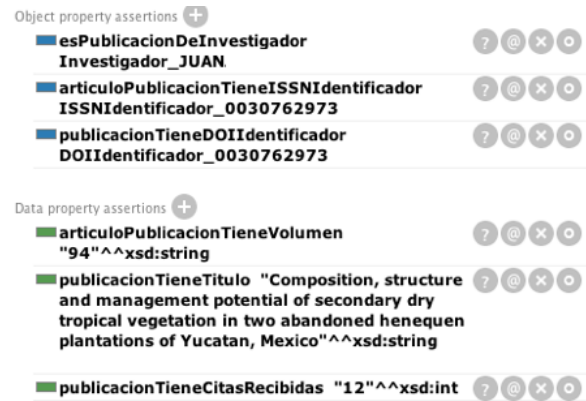 Object property assertions +
esPublicacionDeInvestigador ? @ × o
Investigador_JUAN
articuloPublicacionTieneISSNIdentificador ? @ × o
ISSNIdentificador_0030762973
publicacionTieneDOIIdentificador ? @ × o
DOIIdentificador_0030762973
Data property assertions +
articuloPublicacionTieneVolumen ? @ × o
"94"^^xsd:string
publicacionTieneTitulo "Composition, structure ? @ × o
and management potential of secondary dry
tropical vegetation in two abandoned henequen
plantations of Yucatan, Mexico"^^xsd:string
publicacionTieneCitasRecibidas "12"^^xsd:int ? @ × o